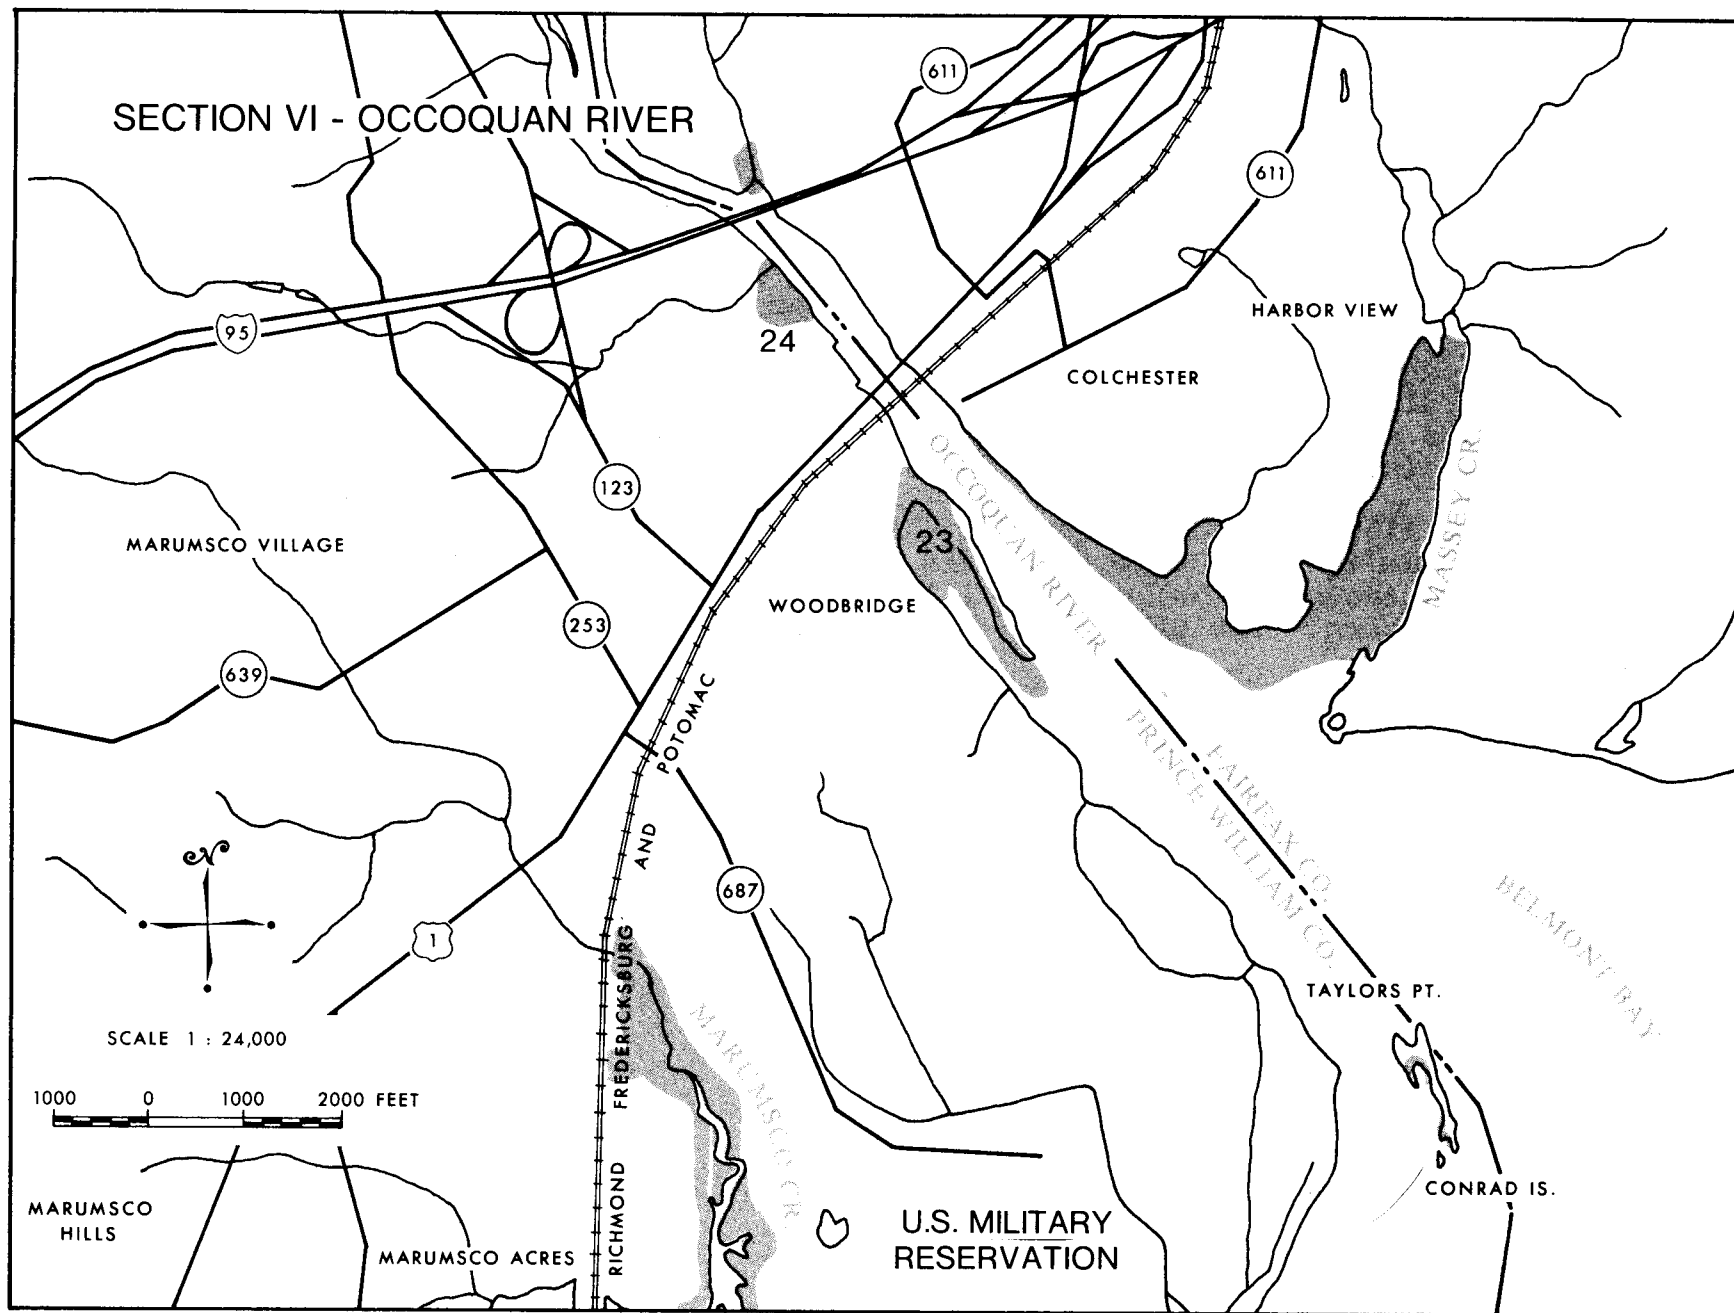 SECTION VI - OCCOQUAN RIVER
611
611
95
24
HARBOR VIEW
COLCHESTER
OCCOQUAN RIVER
MASSEY CR.
123
23
MARUMSCO VILLAGE
WOODBRIDGE
253
639
POTOMAC
AND
FREDERICKSBURG
RICHMOND
FAIRFAX CO.
PRINCE WILLIAM CO.
687
N
1
BELMONT BAY
TAYLORS PT.
MARUMSCO CR.
SCALE 1 : 24,000
1000 0 1000 2000 FEET
CONRAD IS.
MARUMSCO
HILLS
MARUMSCO ACRES
U.S. MILITARY
RESERVATION